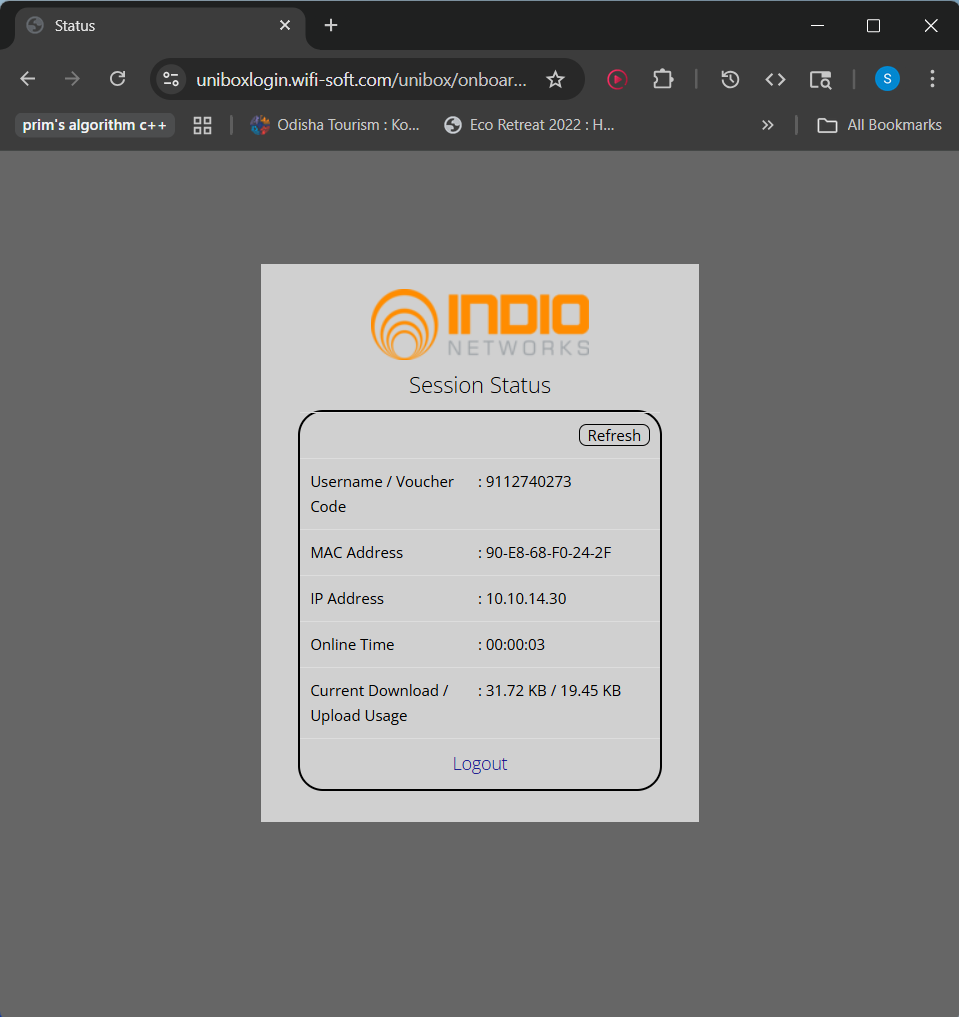 Status
uniboxlogin.wifi-soft.com/unibox/onboar...
S
prim's algorithm c++
Odisha Tourism : Ko...
Eco Retreat 2022 : H...
All Bookmarks
INDIO
NETWORKS
Session Status
Refresh
Username / Voucher Code : 9112740273
MAC Address : 90-E8-68-F0-24-2F
IP Address : 10.10.14.30
Online Time : 00:00:03
Current Download / Upload Usage : 31.72 KB / 19.45 KB
Logout